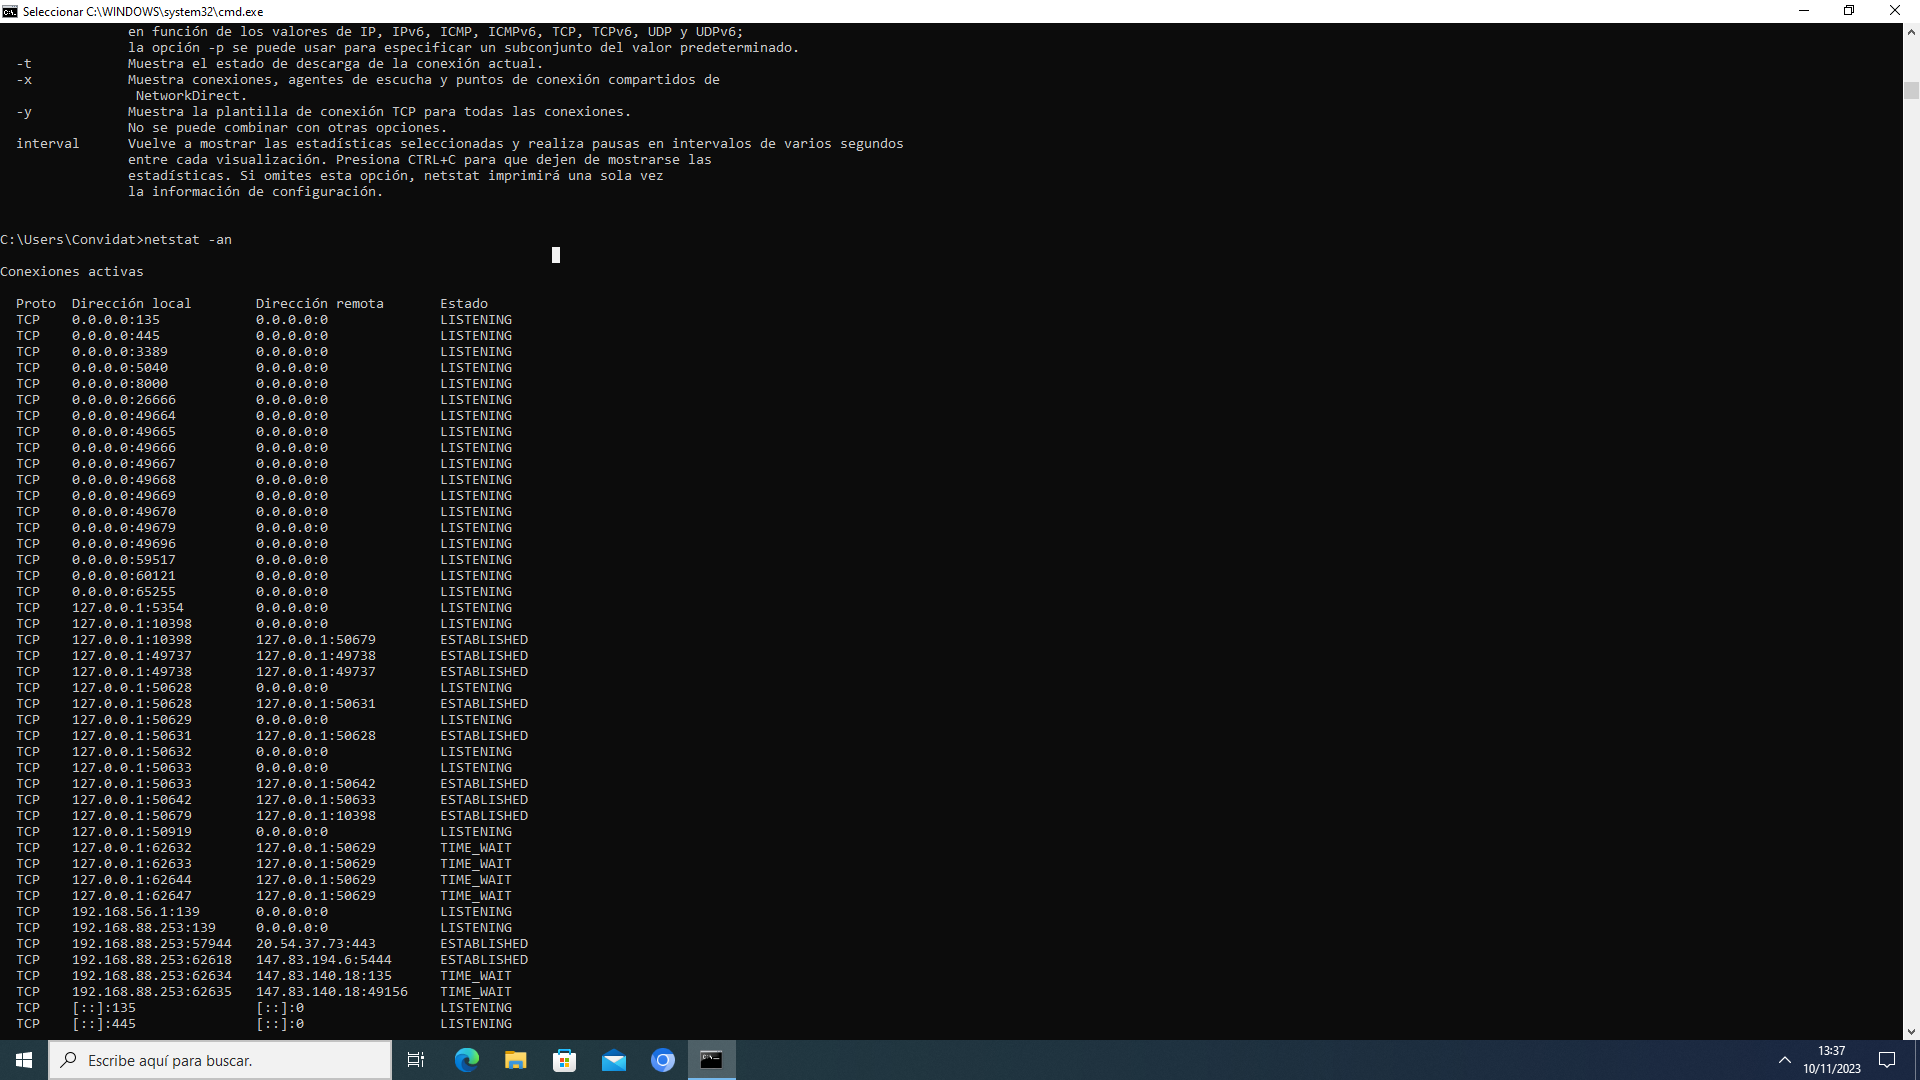 Seleccionar C:\WINDOWS\system32\cmd.exe
en función de los valores de IP, IPv6, ICMP, ICMPv6, TCP, TCPv6, UDP y UDPv6;
la opción -p se puede usar para especificar un subconjunto del valor predeterminado.
-t Muestra el estado de descarga de la conexión actual.
-x Muestra conexiones, agentes de escucha y puntos de conexión compartidos de
NetworkDirect.
-y Muestra la plantilla de conexión TCP para todas las conexiones.
No se puede combinar con otras opciones.
interval Vuelve a mostrar las estadísticas seleccionadas y realiza pausas en intervalos de varios segundos
entre cada visualización. Presiona CTRL+C para que dejen de mostrarse las
estadísticas. Si omites esta opción, netstat imprimirá una sola vez
la información de configuración.
C:\Users\Convidat>netstat -an
Conexiones activas
Proto Dirección local Dirección remota Estado
TCP 0.0.0.0:135 0.0.0.0:0 LISTENING
TCP 0.0.0.0:445 0.0.0.0:0 LISTENING
TCP 0.0.0.0:3389 0.0.0.0:0 LISTENING
TCP 0.0.0.0:5040 0.0.0.0:0 LISTENING
TCP 0.0.0.0:8000 0.0.0.0:0 LISTENING
TCP 0.0.0.0:26666 0.0.0.0:0 LISTENING
TCP 0.0.0.0:49664 0.0.0.0:0 LISTENING
TCP 0.0.0.0:49665 0.0.0.0:0 LISTENING
TCP 0.0.0.0:49666 0.0.0.0:0 LISTENING
TCP 0.0.0.0:49667 0.0.0.0:0 LISTENING
TCP 0.0.0.0:49668 0.0.0.0:0 LISTENING
TCP 0.0.0.0:49669 0.0.0.0:0 LISTENING
TCP 0.0.0.0:49670 0.0.0.0:0 LISTENING
TCP 0.0.0.0:49679 0.0.0.0:0 LISTENING
TCP 0.0.0.0:49696 0.0.0.0:0 LISTENING
TCP 0.0.0.0:59517 0.0.0.0:0 LISTENING
TCP 0.0.0.0:60121 0.0.0.0:0 LISTENING
TCP 0.0.0.0:65255 0.0.0.0:0 LISTENING
TCP 127.0.0.1:5354 0.0.0.0:0 LISTENING
TCP 127.0.0.1:10398 0.0.0.0:0 LISTENING
TCP 127.0.0.1:10398 127.0.0.1:50679 ESTABLISHED
TCP 127.0.0.1:49737 127.0.0.1:49738 ESTABLISHED
TCP 127.0.0.1:49738 127.0.0.1:49737 ESTABLISHED
TCP 127.0.0.1:50628 0.0.0.0:0 LISTENING
TCP 127.0.0.1:50628 127.0.0.1:50631 ESTABLISHED
TCP 127.0.0.1:50629 0.0.0.0:0 LISTENING
TCP 127.0.0.1:50631 127.0.0.1:50628 ESTABLISHED
TCP 127.0.0.1:50632 0.0.0.0:0 LISTENING
TCP 127.0.0.1:50633 0.0.0.0:0 LISTENING
TCP 127.0.0.1:50633 127.0.0.1:50642 ESTABLISHED
TCP 127.0.0.1:50642 127.0.0.1:50633 ESTABLISHED
TCP 127.0.0.1:50679 127.0.0.1:10398 ESTABLISHED
TCP 127.0.0.1:50919 0.0.0.0:0 LISTENING
TCP 127.0.0.1:62632 127.0.0.1:50629 TIME_WAIT
TCP 127.0.0.1:62633 127.0.0.1:50629 TIME_WAIT
TCP 127.0.0.1:62644 127.0.0.1:50629 TIME_WAIT
TCP 127.0.0.1:62647 127.0.0.1:50629 TIME_WAIT
TCP 192.168.56.1:139 0.0.0.0:0 LISTENING
TCP 192.168.88.253:139 0.0.0.0:0 LISTENING
TCP 192.168.88.253:57944 20.54.37.73:443 ESTABLISHED
TCP 192.168.88.253:62618 147.83.194.6:5444 ESTABLISHED
TCP 192.168.88.253:62634 147.83.140.18:135 TIME_WAIT
TCP 192.168.88.253:62635 147.83.140.18:49156 TIME_WAIT
TCP [::]:135 [::]:0 LISTENING
TCP [::]:445 [::]:0 LISTENING
Escribe aquí para buscar.
13:37
10/11/2023